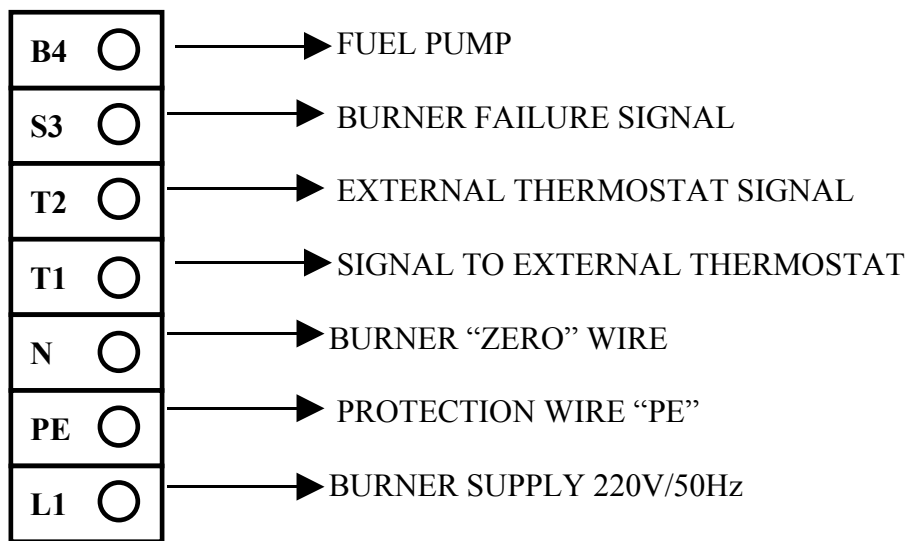 B4 FUEL PUMP
S3 BURNER FAILURE SIGNAL
T2 EXTERNAL THERMOSTAT SIGNAL
T1 SIGNAL TO EXTERNAL THERMOSTAT
N BURNER “ZERO” WIRE
PE PROTECTION WIRE “PE”
L1 BURNER SUPPLY 220V/50Hz